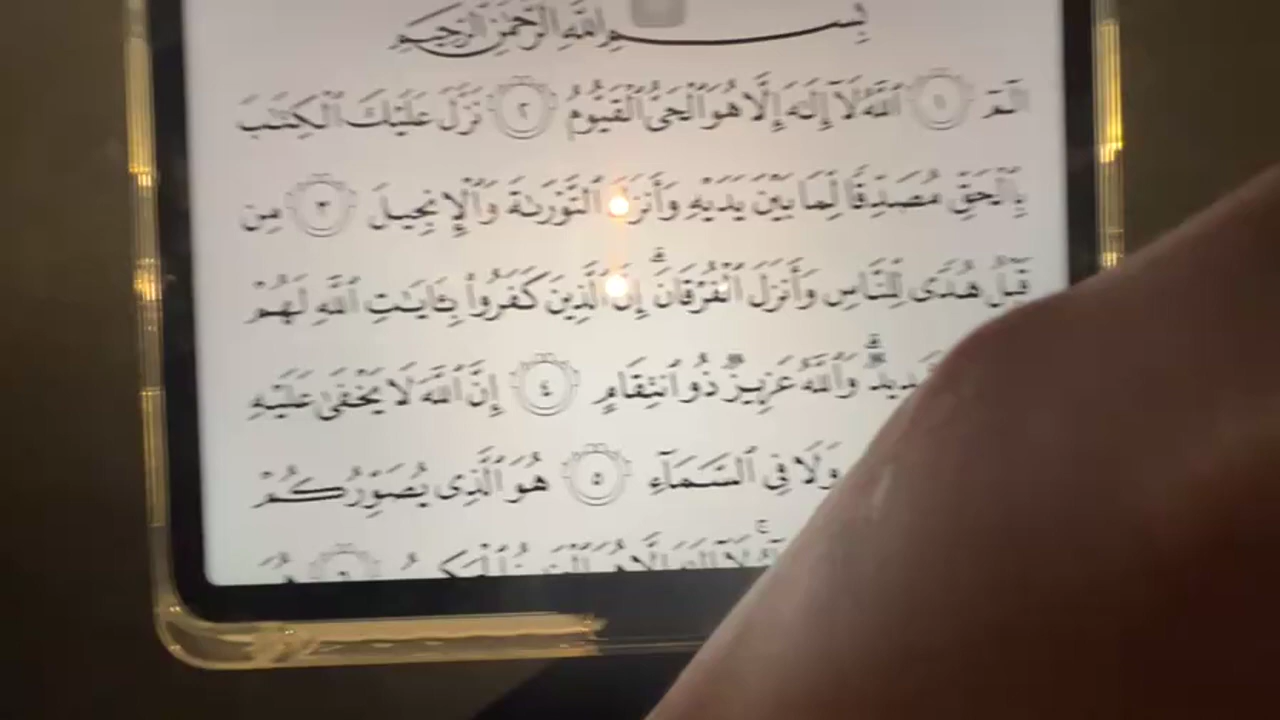 بِسْمِ ٱللَّهِ ٱلرَّحْمَٰنِ ٱلرَّحِيمِ
الٓمٓ ١ ٱللَّهُ لَآ إِلَٰهَ إِلَّا هُوَ ٱلْحَىُّ ٱلْقَيُّومُ ٢ نَزَّلَ عَلَيْكَ ٱلْكِتَٰبَ
بِٱلْحَقِّ مُصَدِّقًا لِّمَا بَيْنَ يَدَيْهِ وَأَنزَلَ ٱلتَّوْرَىٰةَ وَٱلْإِنجِيلَ ٣ مِن
قَبْلُ هُدًى لِّلنَّاسِ وَأَنزَلَ ٱلْفُرْقَانَ ۗ إِنَّ ٱلَّذِينَ كَفَرُوا۟ بِـَٔايَٰتِ ٱللَّهِ لَهُمْ
شَدِيدٌ ۗ وَٱللَّهُ عَزِيزٌ ذُو ٱنتِقَامٍ ٤ إِنَّ ٱللَّهَ لَا يَخْفَىٰ عَلَيْهِ
وَلَا فِى ٱلسَّمَآءِ ٥ هُوَ ٱلَّذِى يُصَوِّرُكُمْ